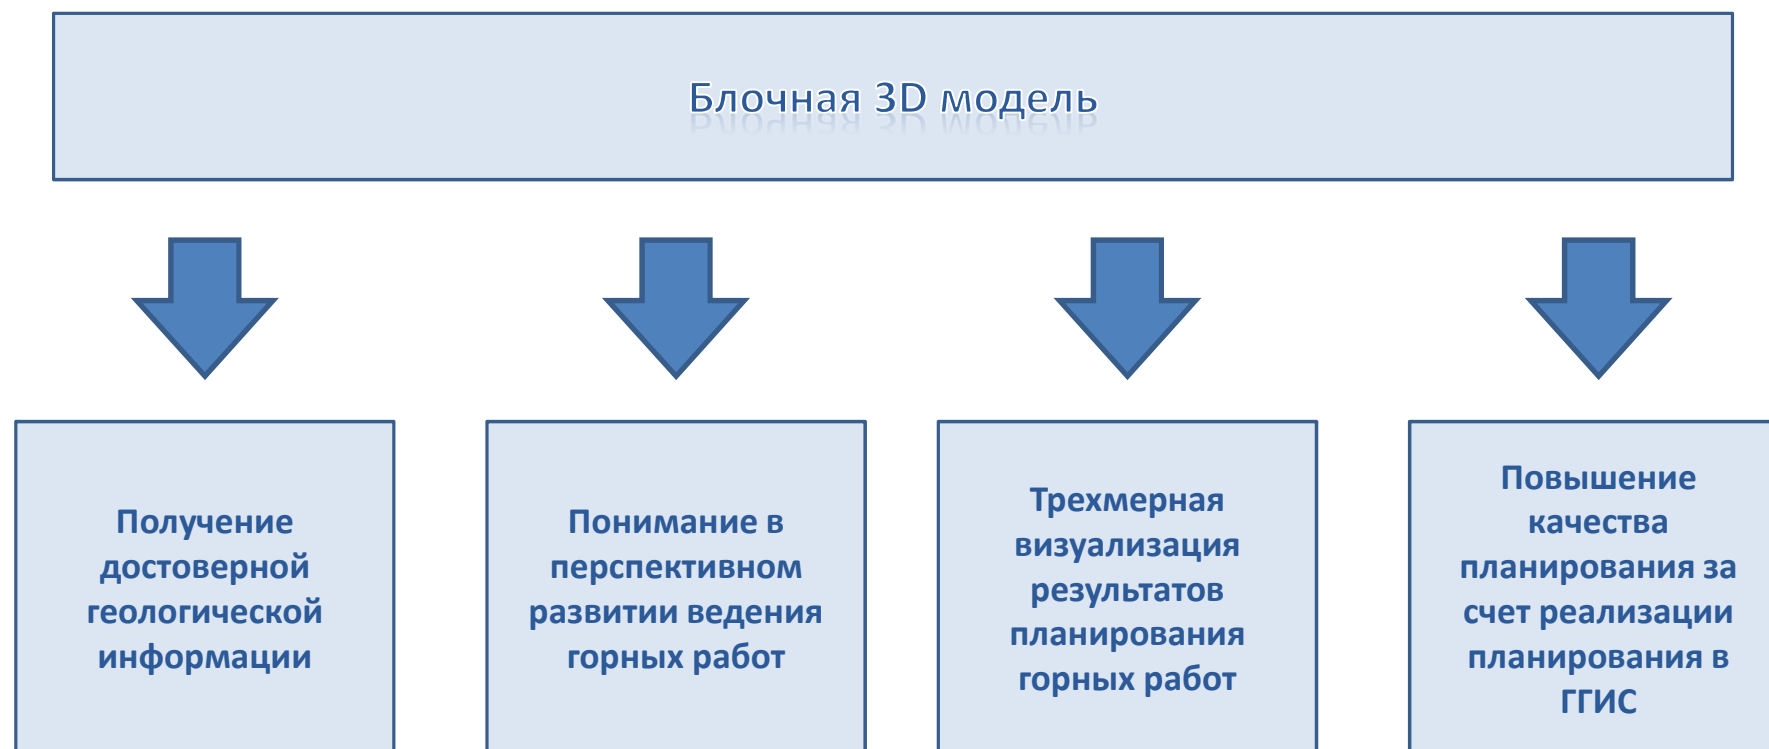 Блочная 3D модель
Получение
достоверной
геологической
информации
Понимание в
перспективном
развитии ведения
горных работ
Трехмерная
визуализация
результатов
планирования
горных работ
Повышение
качества
планирования за
счет реализации
планирования в
ГГИС